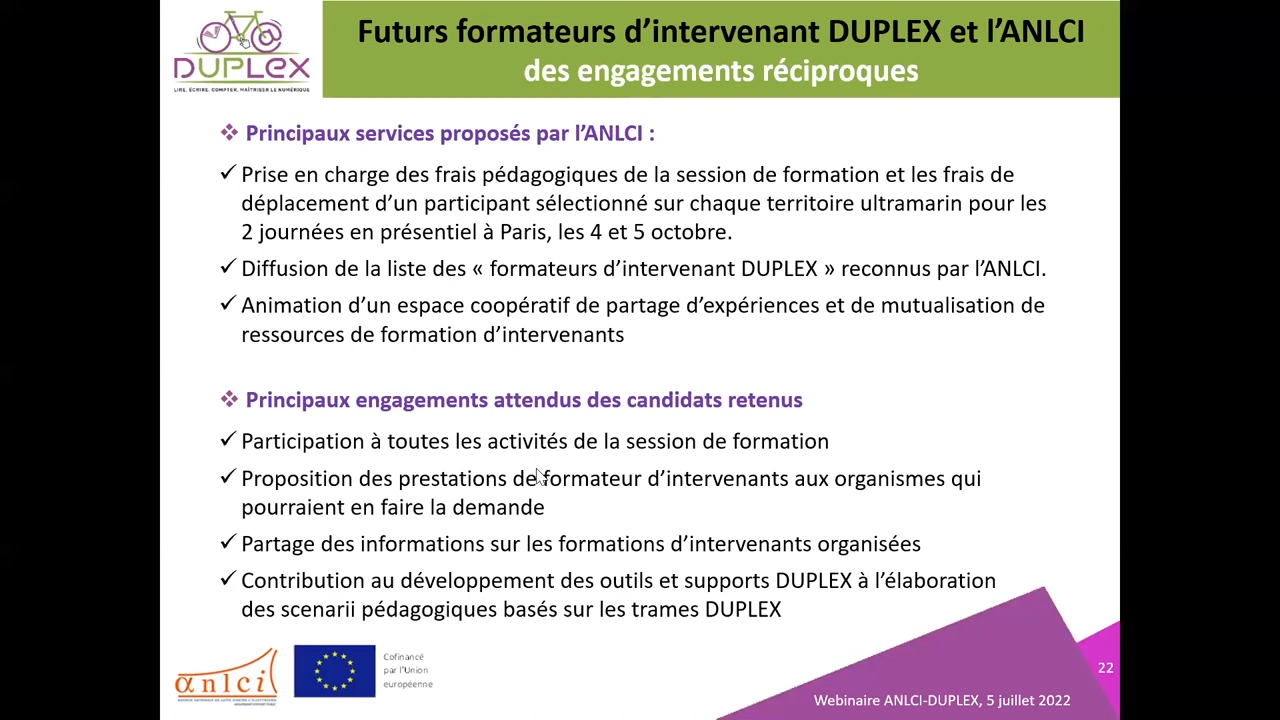 DUPLEX
LIRE, ÉCRIRE, COMPTER, MAÎTRISER LE NUMÉRIQUE
Futurs formateurs d’intervenant DUPLEX et l’ANLCI
des engagements réciproques
Principaux services proposés par l’ANLCI :
Prise en charge des frais pédagogiques de la session de formation et les frais de
déplacement d’un participant sélectionné sur chaque territoire ultramarin pour les
2 journées en présentiel à Paris, les 4 et 5 octobre.
Diffusion de la liste des « formateurs d’intervenant DUPLEX » reconnus par l’ANLCI.
Animation d’un espace coopératif de partage d’expériences et de mutualisation de
ressources de formation d’intervenants
Principaux engagements attendus des candidats retenus
Participation à toutes les activités de la session de formation
Proposition des prestations de formateur d’intervenants aux organismes qui
pourraient en faire la demande
Partage des informations sur les formations d’intervenants organisées
Contribution au développement des outils et supports DUPLEX à l’élaboration
des scenarii pédagogiques basés sur les trames DUPLEX
anlci
Cofinancé
par l’Union
européenne
22
Webinaire ANLCI-DUPLEX, 5 juillet 2022